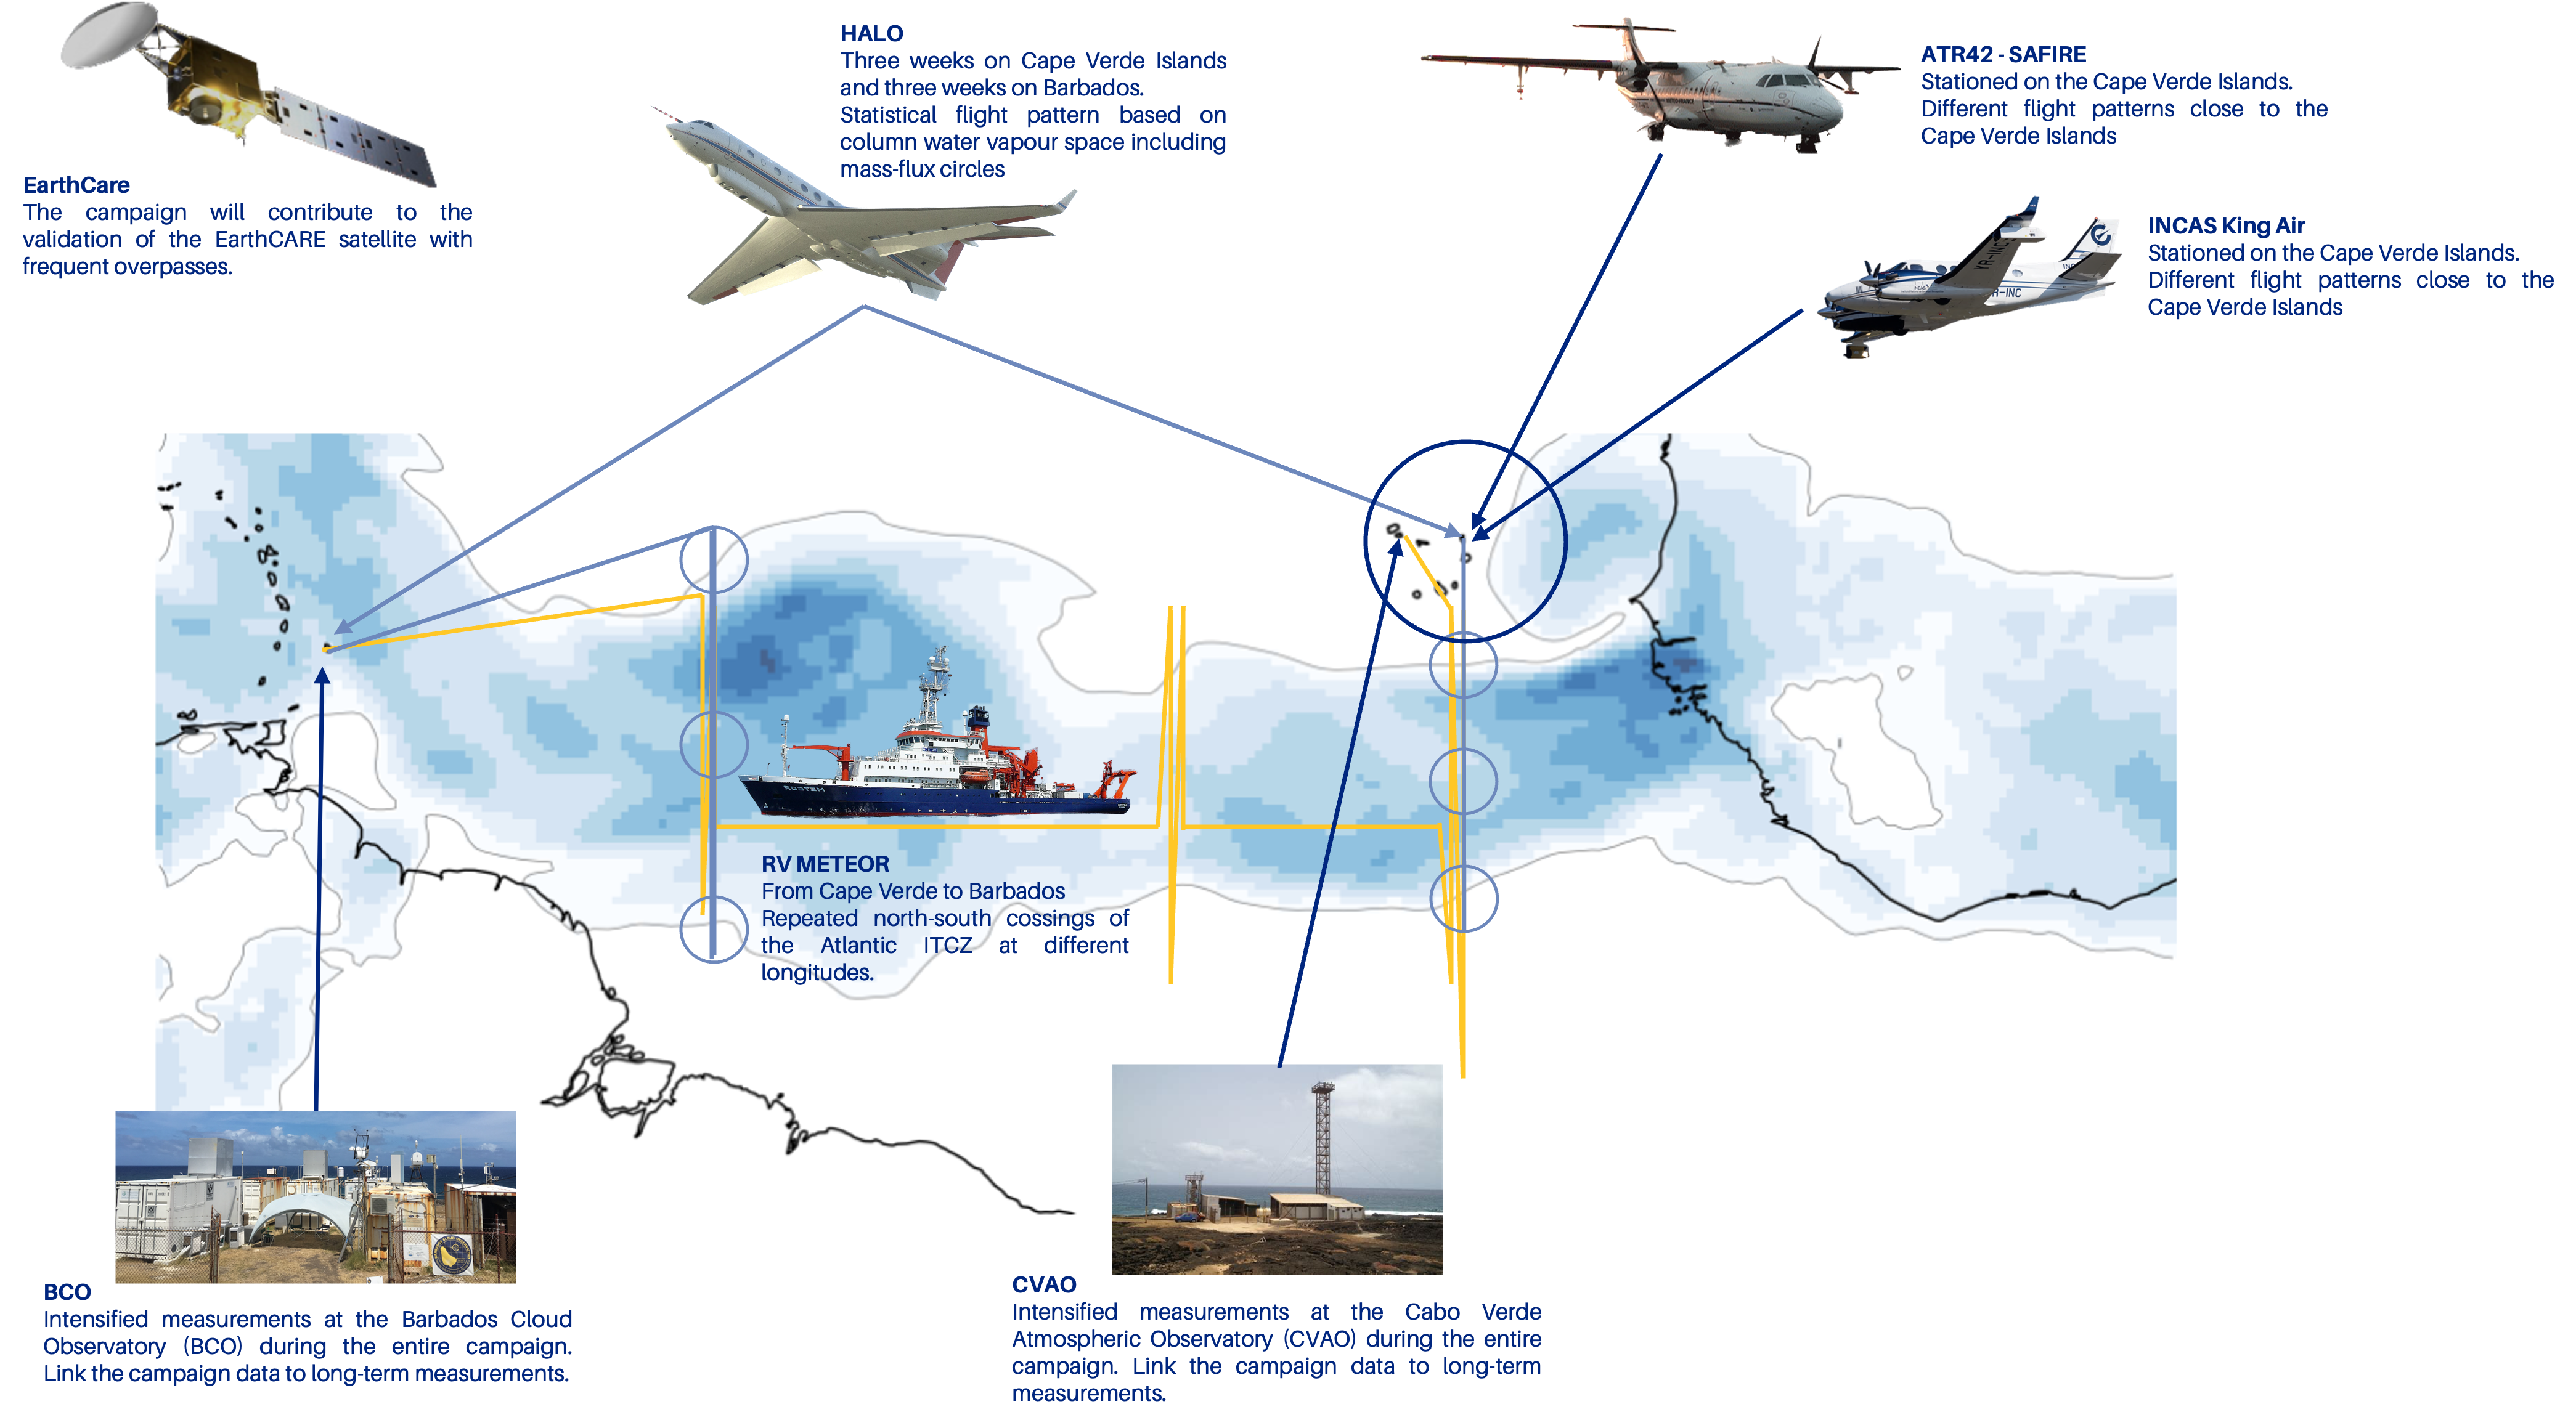 HALO
Three weeks on Cape Verde Islands
and three weeks on Barbados.
Statistical flight pattern based on
column water vapour space including
mass-flux circles
ATR42 - SAFIRE
Stationed on the Cape Verde Islands.
Different flight patterns close to the
Cape Verde Islands
EarthCare
The campaign will contribute to the
validation of the EarthCARE satellite with
frequent overpasses.
INCAS King Air
Stationed on the Cape Verde Islands.
Different flight patterns close to the
Cape Verde Islands
YR-INC
R-INC
RV METEOR
From Cape Verde to Barbados
Repeated north-south cossings of
the Atlantic ITCZ at different
longitudes.
BCO
Intensified measurements at the Barbados Cloud
Observatory (BCO) during the entire campaign.
Link the campaign data to long-term measurements.
CVAO
Intensified measurements at the Cabo Verde
Atmospheric Observatory (CVAO) during the entire
campaign. Link the campaign data to long-term
measurements.